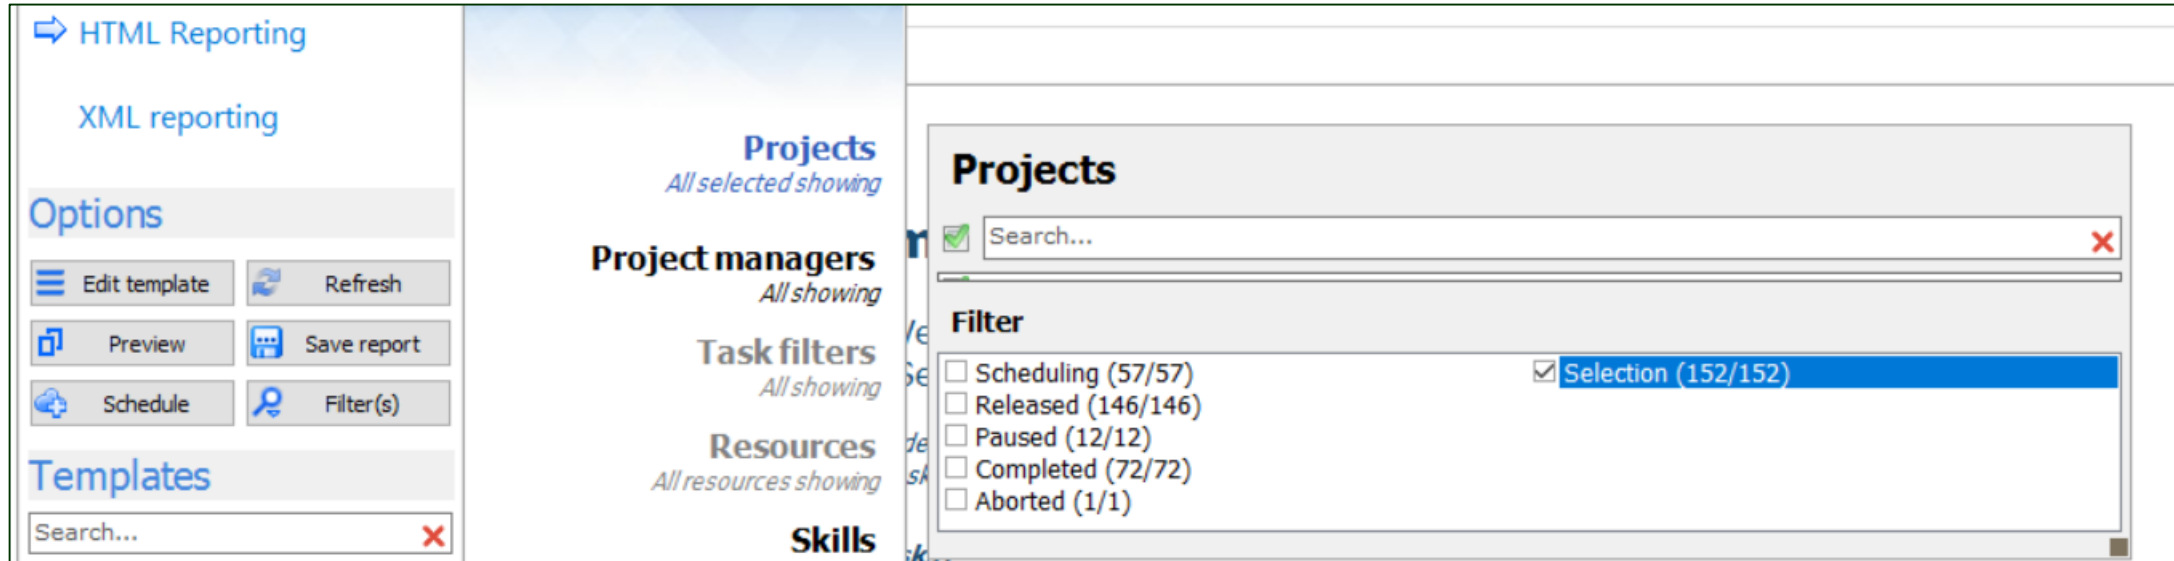 HTML Reporting
XML reporting
Options
Edit template
Refresh
Preview
Save report
Schedule
Filter(s)
Templates
Search...
Projects
All selected showing
Project managers
All showing
Task filters
All showing
Resources
All resources showing
Skills
Projects
Search...
Filter
Scheduling (57/57)
Released (146/146)
Paused (12/12)
Completed (72/72)
Aborted (1/1)
Selection (152/152)